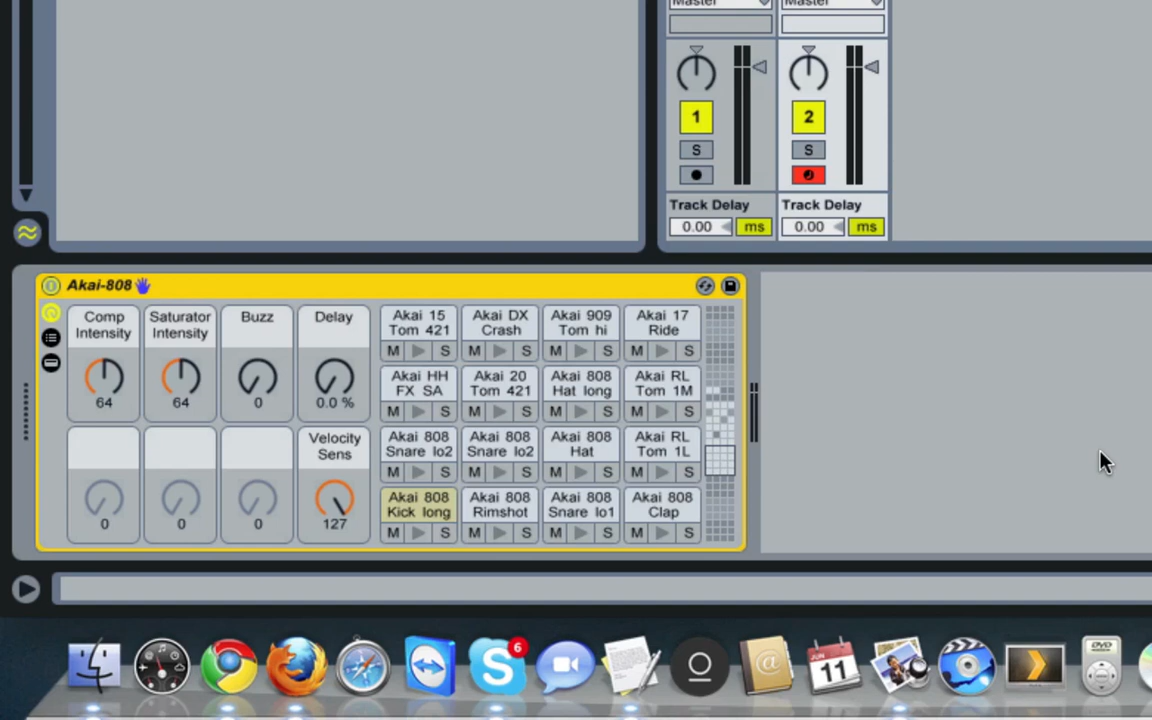 Master Master
1 2
S S
Track Delay Track Delay
0.00 ms 0.00 ms
Akai-808
Comp Intensity
64
Saturator Intensity
64
Buzz
0
Delay
0.0 %
0
0
0
Velocity Sens
127
Akai 15 Tom 421
M S
Akai DX Crash
M S
Akai 909 Tom hi
M S
Akai 17 Ride
M S
Akai HH FX SA
M S
Akai 20 Tom 421
M S
Akai 808 Hat long
M S
Akai RL Tom 1M
M S
Akai 808 Snare lo2
M S
Akai 808 Snare lo2
M S
Akai 808 Hat
M S
Akai RL Tom 1L
M S
Akai 808 Kick long
M S
Akai 808 Rimshot
M S
Akai 808 Snare lo1
M S
Akai 808 Clap
M S
S
6
@
JUN
11
DVD